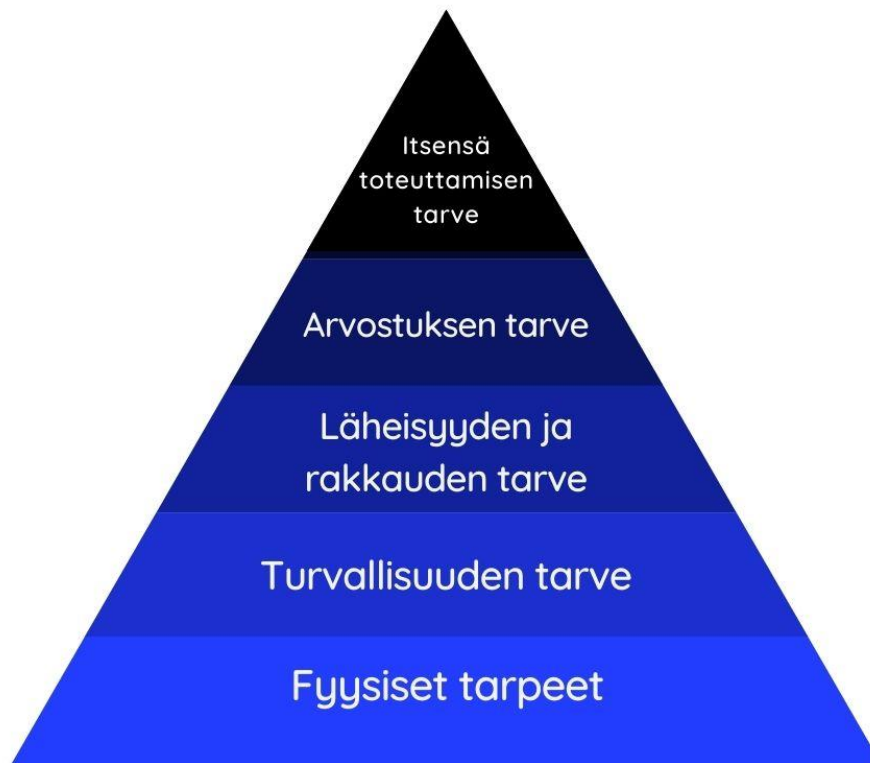 Itsensä
toteuttamisen
tarve
Arvostuksen tarve
Läheisyyden ja
rakkauden tarve
Turvallisuuden tarve
Fyysiset tarpeet